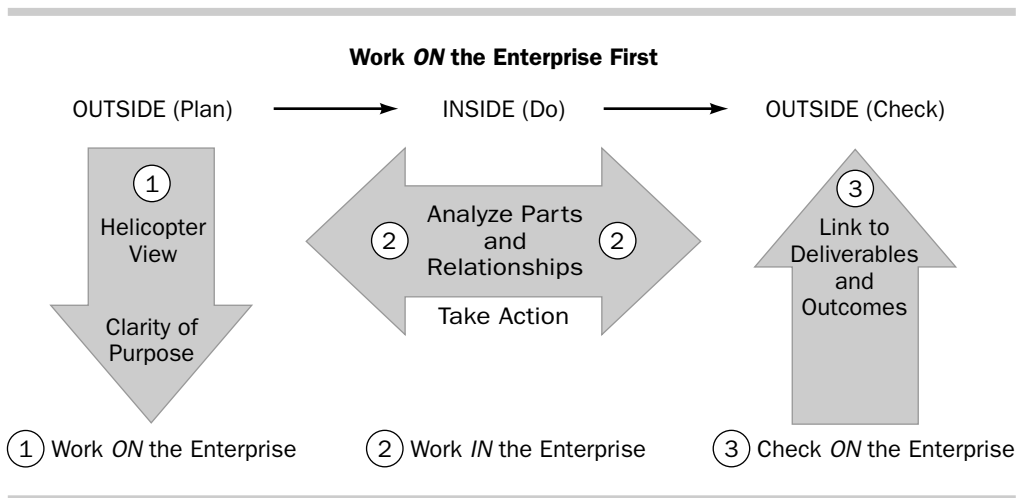 Work ON the Enterprise First
OUTSIDE (Plan)
INSIDE (Do)
OUTSIDE (Check)
1
Helicopter
View
Clarity of
Purpose
2
Analyze Parts
and
Relationships
2
Take Action
3
Link to
Deliverables
and
Outcomes
1 Work ON the Enterprise
2 Work IN the Enterprise
3 Check ON the Enterprise